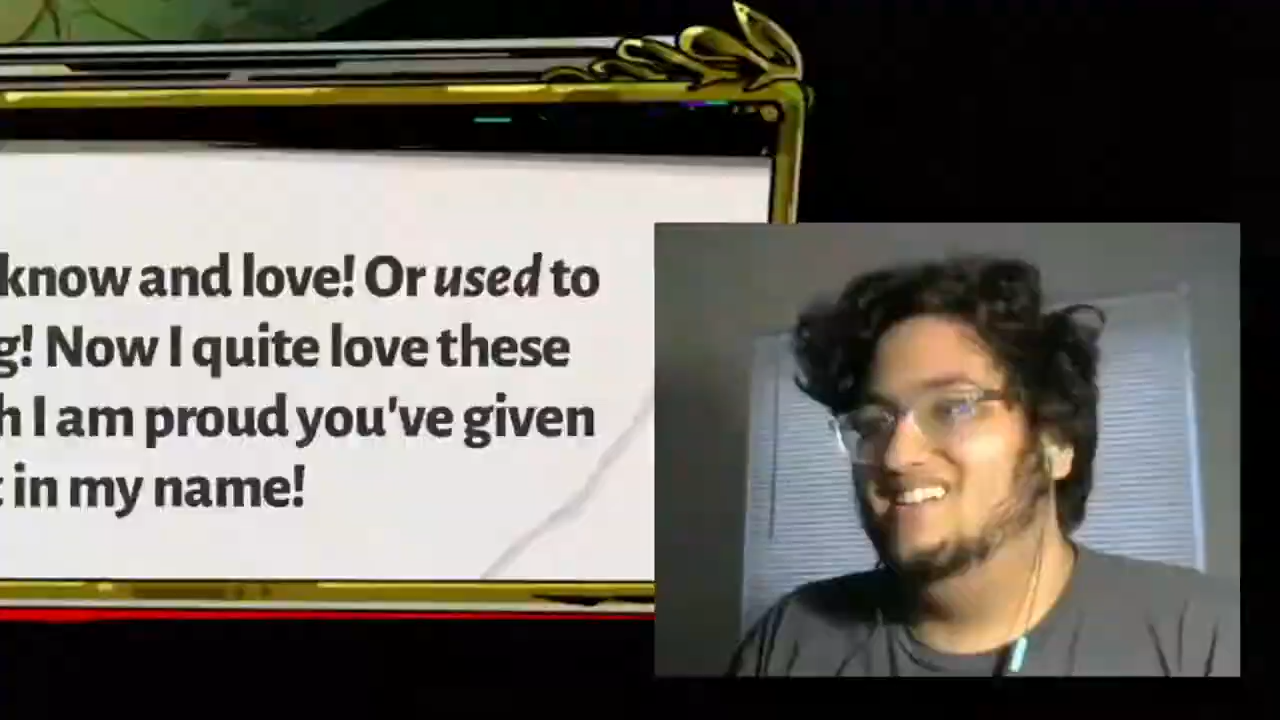 know and love! Or used to
g! Now I quite love these
h I am proud you've given
in my name!